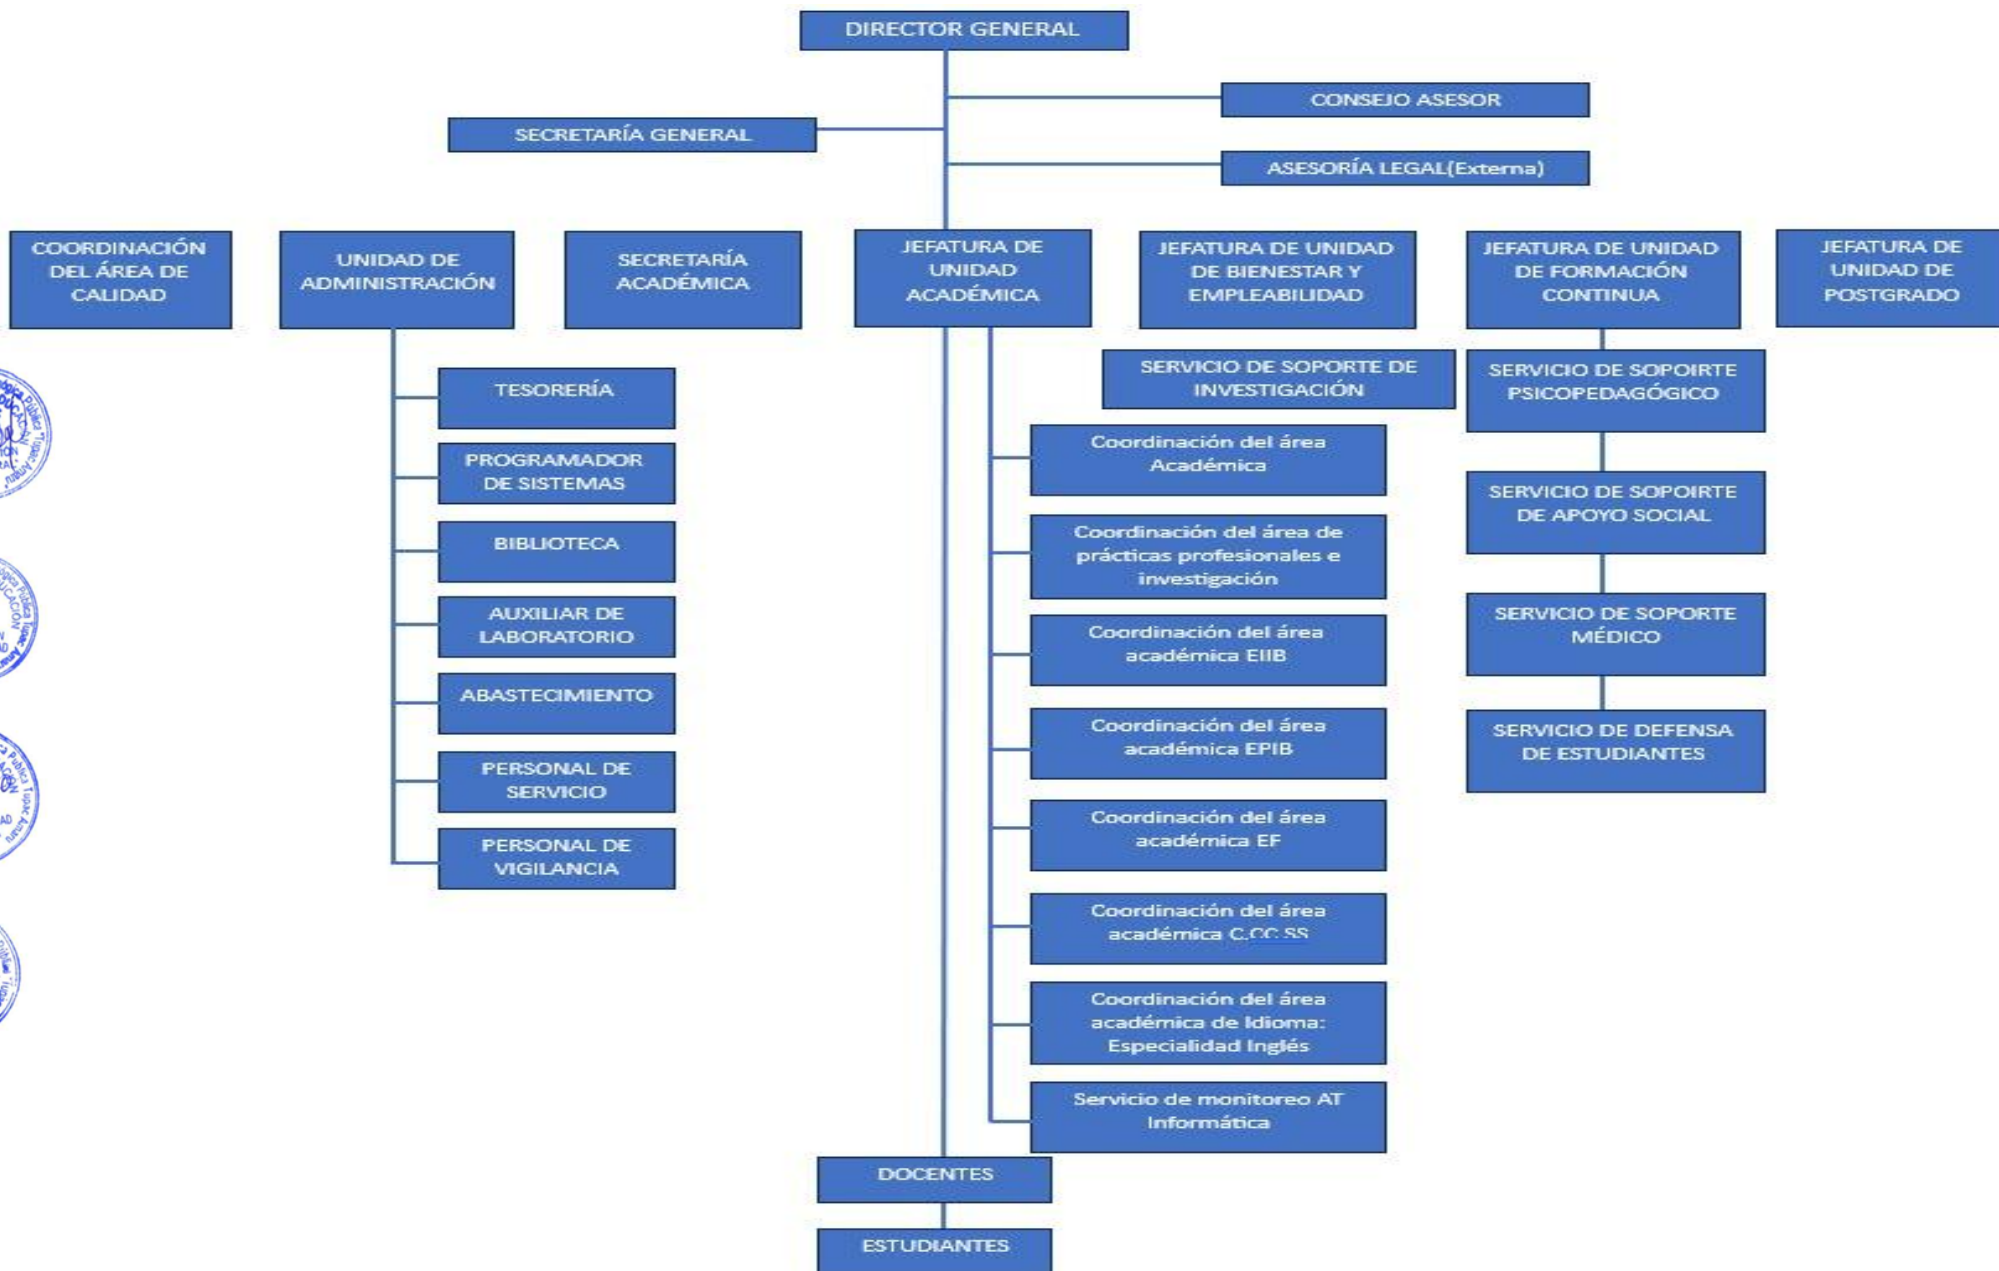 DIRECTOR GENERAL
CONSEJO ASESOR
SECRETARÍA GENERAL
ASESORÍA LEGAL(Externa)
COORDINACIÓN
DEL ÁREA DE
CALIDAD
UNIDAD DE
ADMINISTRACIÓN
SECRETARÍA
ACADÉMICA
JEFATURA DE
UNIDAD
ACADÉMICA
JEFATURA DE UNIDAD
DE BIENESTAR Y
EMPLEABILIDAD
JEFATURA DE UNIDAD
DE FORMACIÓN
CONTINUA
JEFATURA DE
UNIDAD DE
POSTGRADO
TESORERÍA
PROGRAMADOR
DE SISTEMAS
BIBLIOTECA
AUXILIAR DE
LABORATORIO
ABASTECIMIENTO
PERSONAL DE
SERVICIO
PERSONAL DE
VIGILANCIA
SERVICIO DE SOPORTE DE
INVESTIGACIÓN
Coordinación del área
Académica
Coordinación del área de
prácticas profesionales e
investigación
Coordinación del área
académica EIIB
Coordinación del área
académica EPIB
Coordinación del área
académica EF
Coordinación del área
académica C.CC.SS
Coordinación del área
académica de Idioma:
Especialidad Inglés
Servicio de monitoreo AT
Informática
SERVICIO DE SOPOIRTE
PSICOPEDAGÓGICO
SERVICIO DE SOPOIRTE
DE APOYO SOCIAL
SERVICIO DE SOPORTE
MÉDICO
SERVICIO DE DEFENSA
DE ESTUDIANTES
DOCENTES
ESTUDIANTES